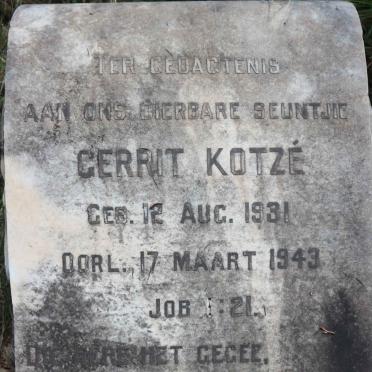 TER GEDAGTENIS
AAN ONS DIERBARE SEUNTJIE
GERRIT KOTZÉ
GEB. 12 AUG. 1931
OORL. 17 MAART 1943
JOB 1:21.
DIE HERE HET GEGEE,